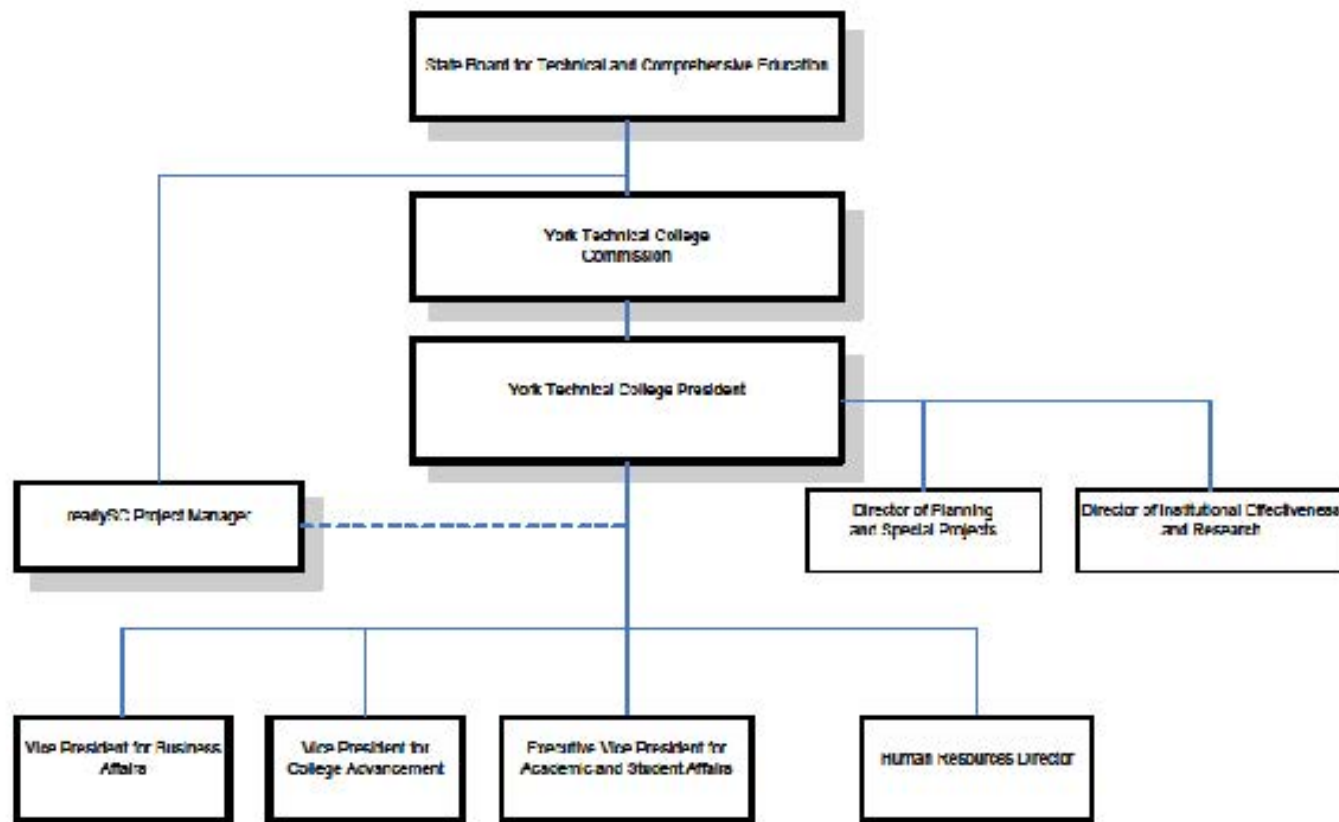 State Board for Technical and Comprehensive Education
York Technical College
Commission
York Technical College President
readySC Project Manager
Director of Planning
and Special Projects
Director of Institutional Effectiveness
and Research
Vice President for Business
Affairs
Vice President for
College Advancement
Executive Vice President for
Academic and Student Affairs
Human Resources Director